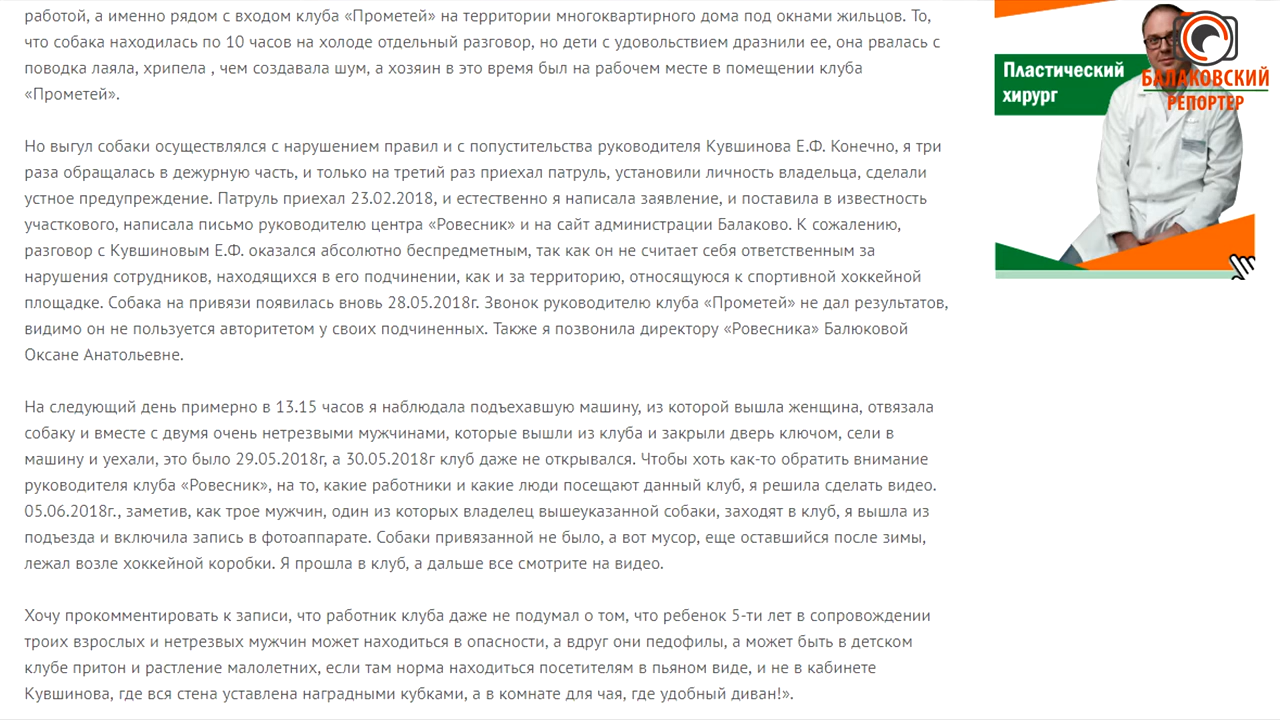 работой, а именно рядом с входом клуба «Прометей» на территории многоквартирного дома под окнами жильцов. То,
что собака находилась по 10 часов на холоде отдельный разговор, но дети с удовольствием дразнили ее, она рвалась с
поводка лаяла, хрипела , чем создавала шум, а хозяин в это время был на рабочем месте в помещении клуба
«Прометей».
Но выгул собаки осуществлялся с нарушением правил и с попустительства руководителя Кувшинова Е.Ф. Конечно, я три
раза обращалась в дежурную часть, и только на третий раз приехал патруль, установили личность владельца, сделали
устное предупреждение. Патруль приехал 23.02.2018, и естественно я написала заявление, и поставила в известность
участкового, написала письмо руководителю центра «Ровесник» и на сайт администрации Балаково. К сожалению,
разговор с Кувшиновым Е.Ф. оказался абсолютно беспредметным, так как он не считает себя ответственным за
нарушения сотрудников, находящихся в его подчинении, как и за территорию, относящуюся к спортивной хоккейной
площадке. Собака на привязи появилась вновь 28.05.2018г. Звонок руководителю клуба «Прометей» не дал результатов,
видимо он не пользуется авторитетом у своих подчиненных. Также я позвонила директору «Ровесника» Балюковой
Оксане Анатольевне.
На следующий день примерно в 13.15 часов я наблюдала подъехавшую машину, из которой вышла женщина, отвязала
собаку и вместе с двумя очень нетрезвыми мужчинами, которые вышли из клуба и закрыли дверь ключом, сели в
машину и уехали, это было 29.05.2018г, а 30.05.2018г клуб даже не открывался. Чтобы хоть как-то обратить внимание
руководителя клуба «Ровесник», на то, какие работники и какие люди посещают данный клуб, я решила сделать видео.
05.06.2018г., заметив, как трое мужчин, один из которых владелец вышеуказанной собаки, заходят в клуб, я вышла из
подъезда и включила запись в фотоаппарате. Собаки привязанной не было, а вот мусор, еще оставшийся после зимы,
лежал возле хоккейной коробки. Я прошла в клуб, а дальше все смотрите на видео.
Хочу прокомментировать к записи, что работник клуба даже не подумал о том, что ребенок 5-ти лет в сопровождении
троих взрослых и нетрезвых мужчин может находиться в опасности, а вдруг они педофилы, а может быть в детском
клубе притон и растление малолетних, если там норма находиться посетителям в пьяном виде, и не в кабинете
Кувшинова, где вся стена уставлена наградными кубками, а в комнате для чая, где удобный диван!».
Пластический
хирург
БАЛАКОВСКИЙ
РЕПОРТЕР